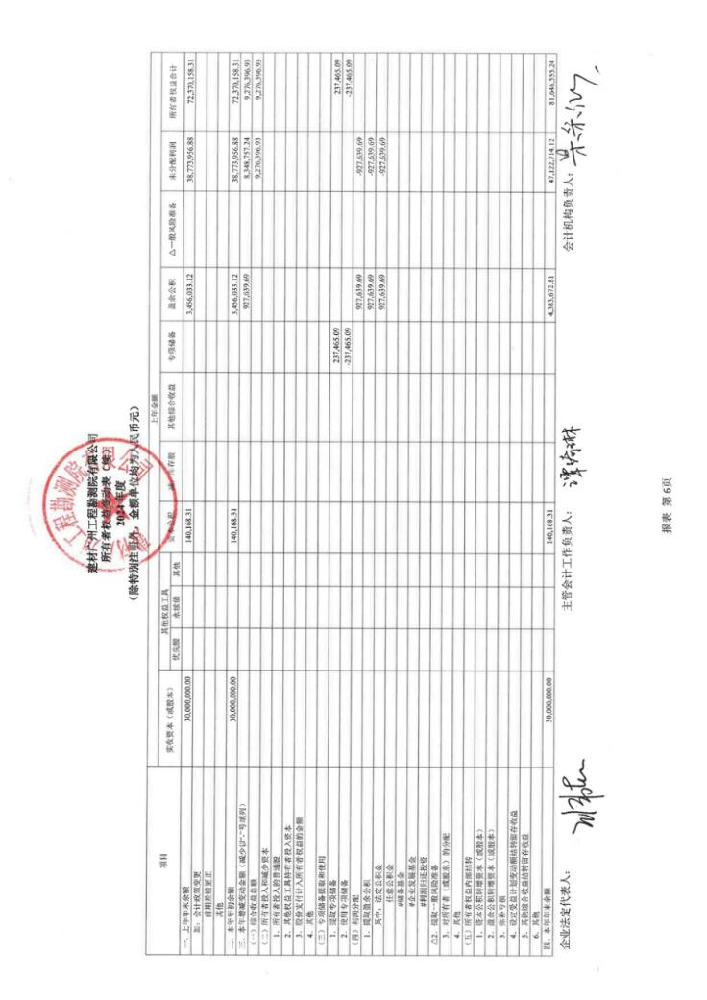 建材广州工程勘测院有限公司
所有者权益变动表（续）
2021 年度
（除特别注明外，金额单位均为人民币元）
项目 上年金额
实收资本（或股本） 其他权益工具 资本公积 减：库存股 其他综合收益 专项储备 盈余公积 △一般风险准备 未分配利润 所有者权益合计
优先股 永续债 其他
一、上年年末余额 30,000,000.00 140,168.31 3,456,033.12 38,773,956.88 72,370,158.31
加：会计政策变更
前期差错更正
其他
二、本年年初余额 30,000,000.00 140,168.31 3,456,033.12 38,773,956.88 72,370,158.31
三、本年增减变动金额（减少以“-”号填列） 927,639.69 8,348,757.24 9,276,396.93
（一）综合收益总额 9,276,396.93 9,276,396.93
（二）所有者投入和减少资本
1、所有者投入的普通股
2、其他权益工具持有者投入资本
3、股份支付计入所有者权益的金额
4、其他
（三）专项储备提取和使用
1、提取专项储备 237,465.09 237,465.09
2、使用专项储备 -237,465.09 -237,465.09
（四）利润分配 927,639.69 -927,639.69
1、提取盈余公积 927,639.69 -927,639.69
其中：法定公积金 927,639.69 -927,639.69
任意公积金
#储备基金
#企业发展基金
#利润归还投资
△2、提取一般风险准备
3、对所有者（或股东）的分配
4、其他
（五）所有者权益内部结转
1、资本公积转增资本（或股本）
2、盈余公积转增资本（或股本）
3、弥补亏损
4、设定受益计划变动额结转留存收益
5、其他综合收益结转留存收益
6、其他
四、本年年末余额 30,000,000.00 140,168.31 4,383,672.81 47,122,714.12 81,646,555.24
企业法定代表人： 主管会计工作负责人： 会计机构负责人：
报表 第 6页